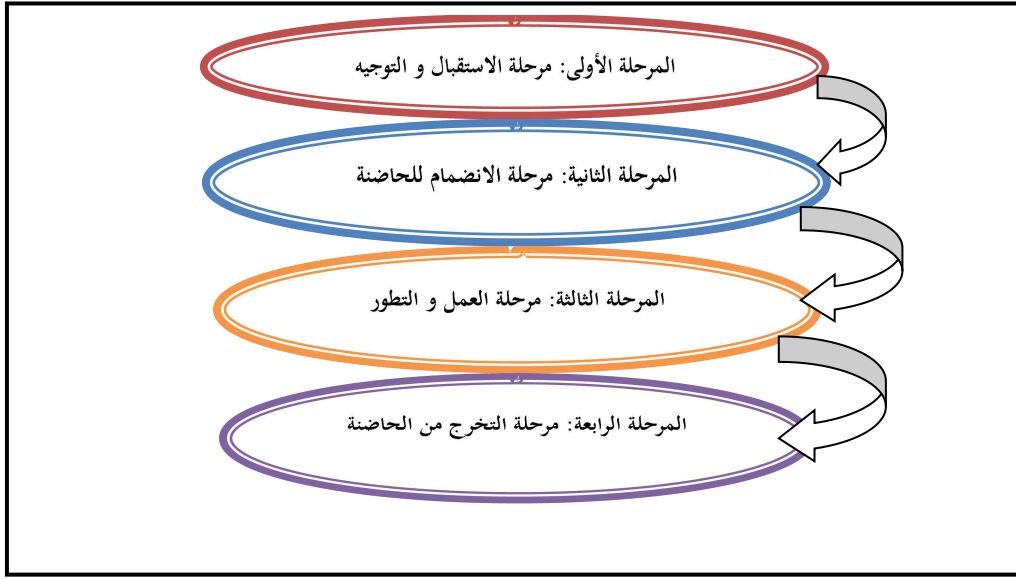 المرحلة الأولى: مرحلة الاستقبال و التوجيه
المرحلة الثانية: مرحلة الانضمام للحاضنة
المرحلة الثالثة: مرحلة العمل و التطور
المرحلة الرابعة: مرحلة التخرج من الحاضنة